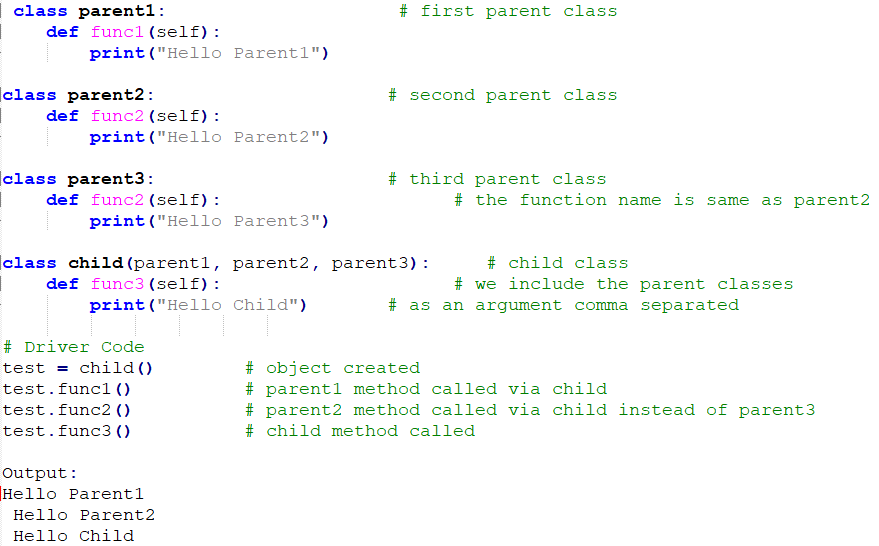 class parent1:                     # first parent class
    def func1(self):
        print("Hello Parent1")
class parent2:                     # second parent class
    def func2(self):
        print("Hello Parent2")
class parent3:                     # third parent class
    def func2(self):                     # the function name is same as parent2
        print("Hello Parent3")
class child(parent1, parent2, parent3):     # child class
    def func3(self):                     # we include the parent classes
        print("Hello Child")       # as an argument comma separated
# Driver Code
test = child()        # object created
test.func1()          # parent1 method called via child
test.func2()          # parent2 method called via child instead of parent3
test.func3()          # child method called
Output:
Hello Parent1
 Hello Parent2
 Hello Child